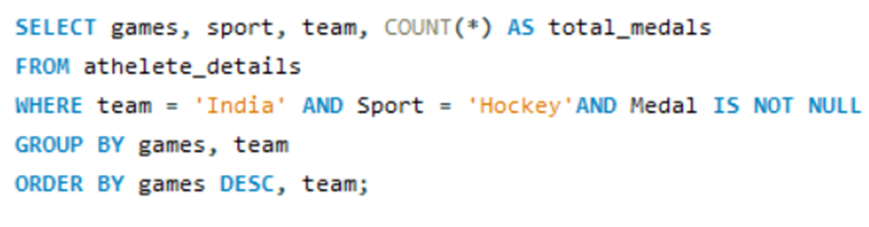 SELECT games, sport, team, COUNT(*) AS total_medals
FROM athelete_details
WHERE team = 'India' AND Sport = 'Hockey'AND Medal IS NOT NULL
GROUP BY games, team
ORDER BY games DESC, team;